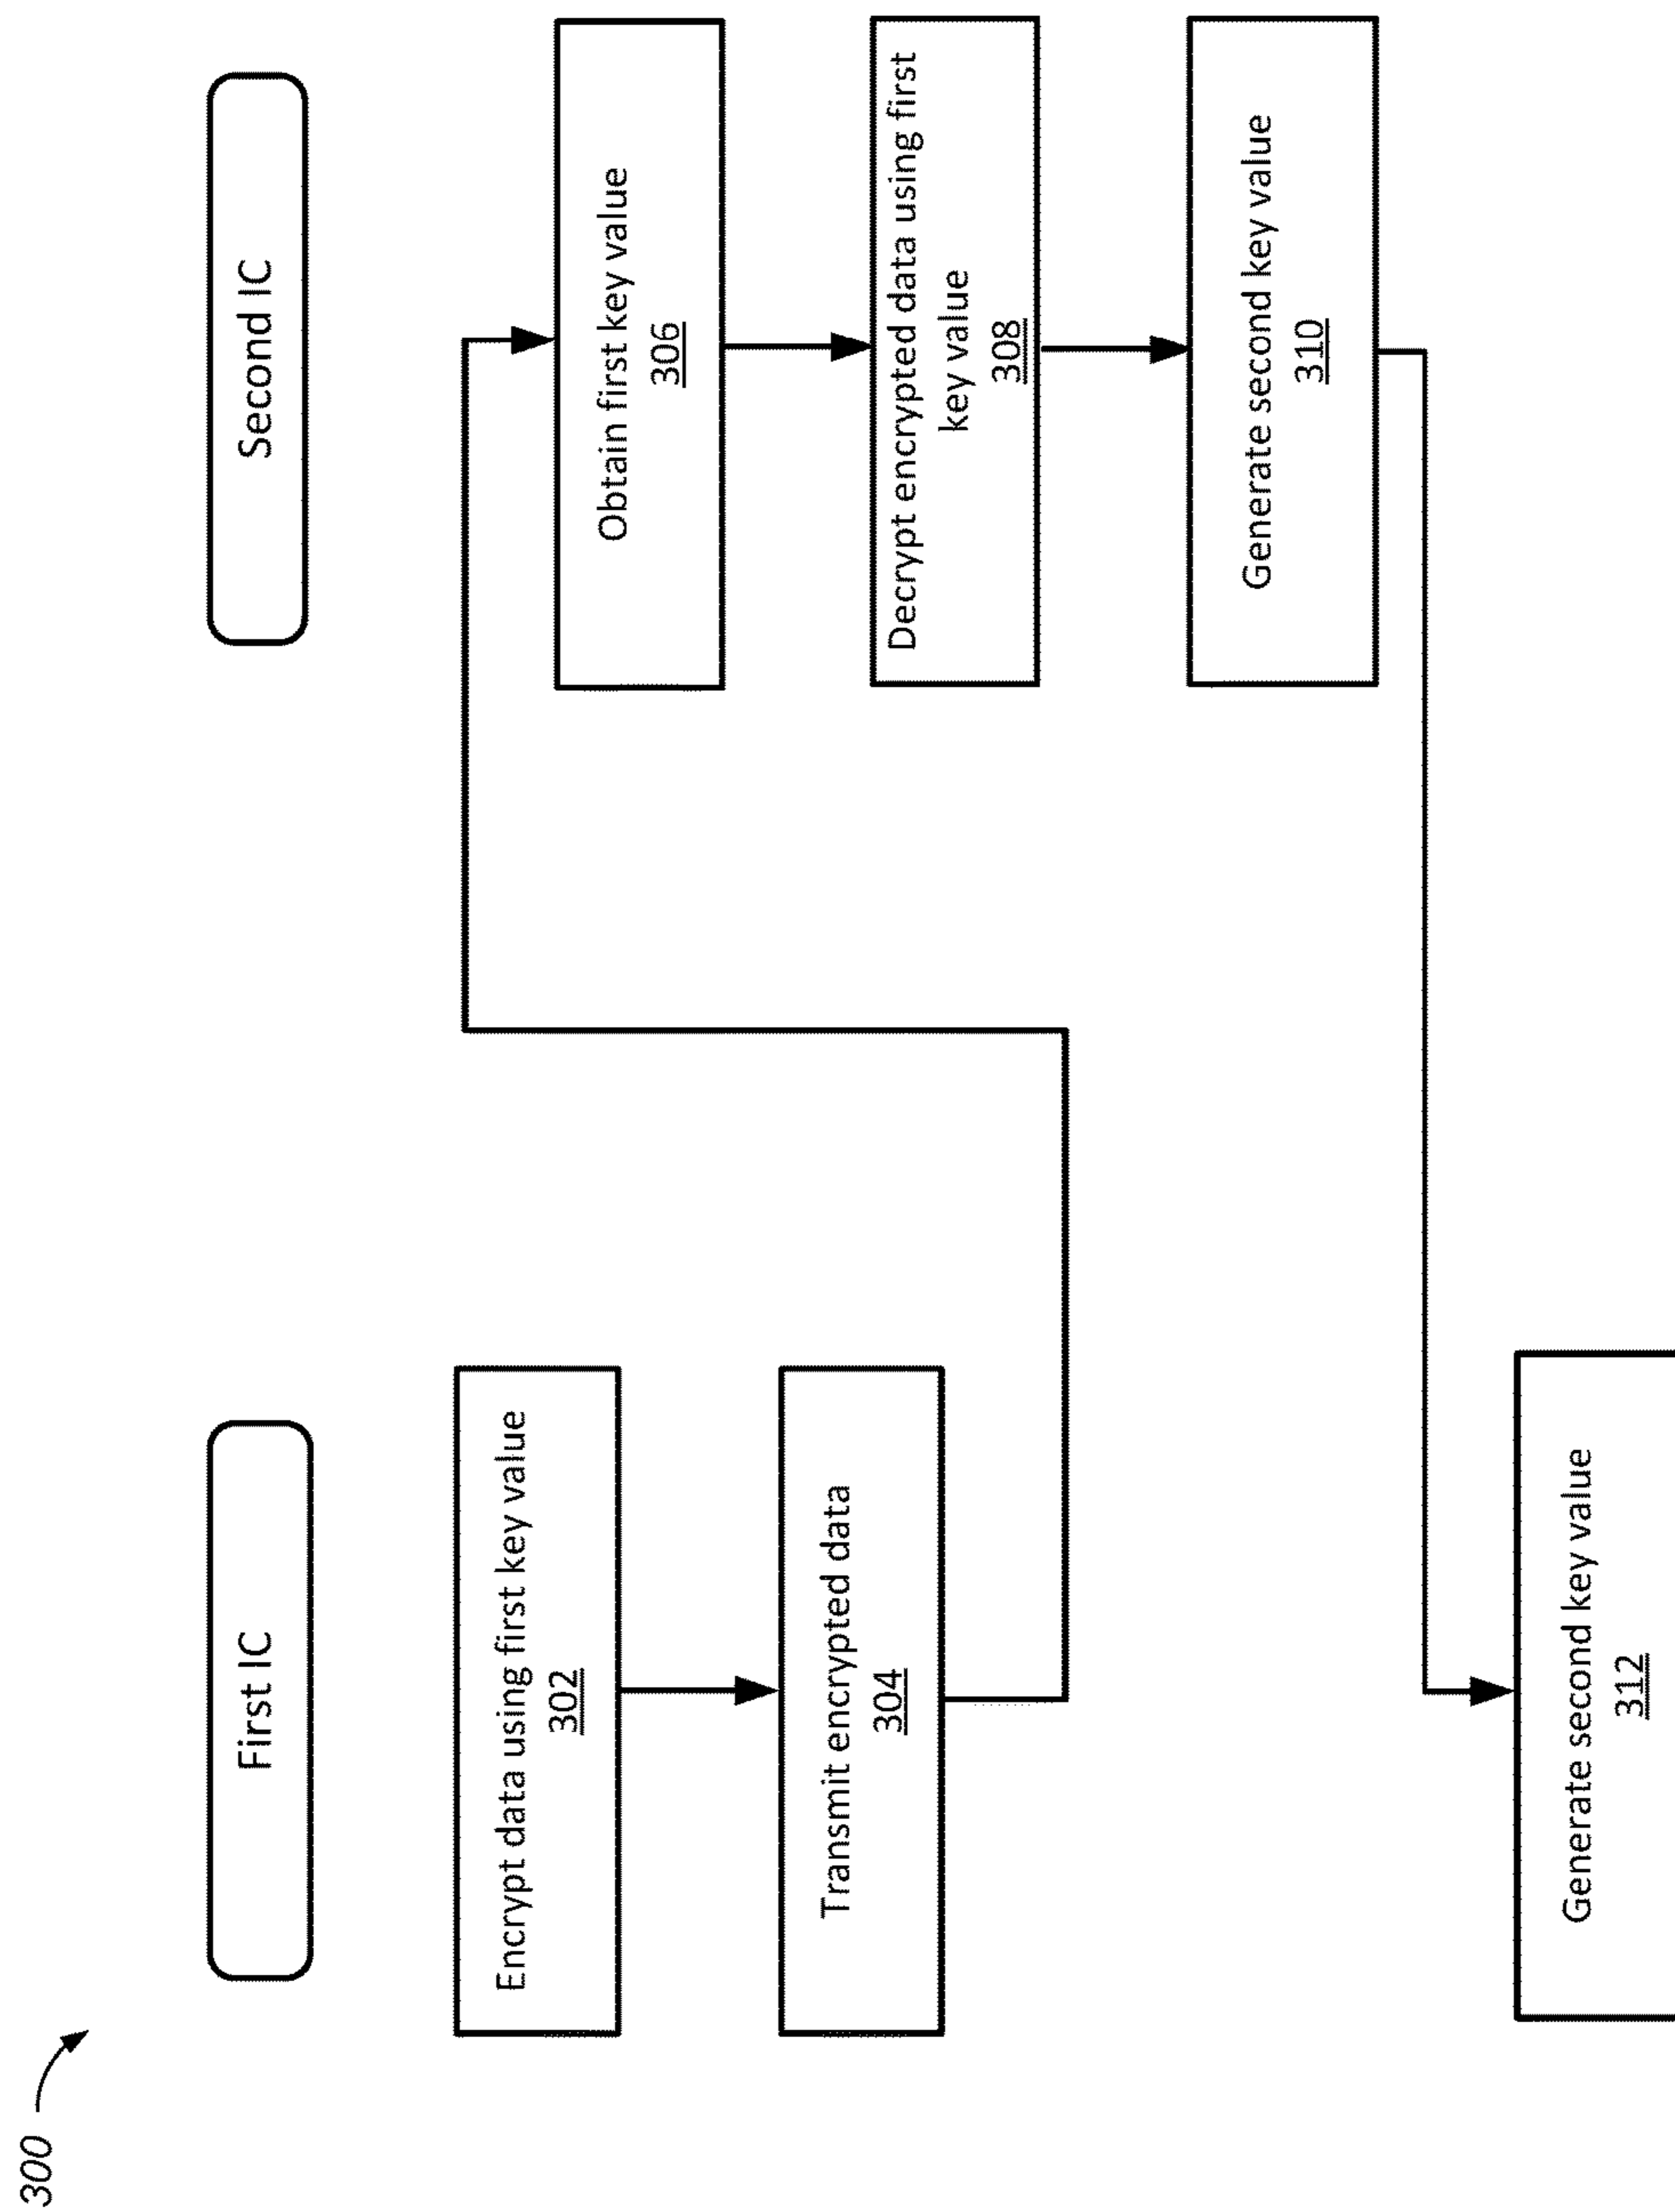 300
First IC
Second IC
Encrypt data using first key value
302
Transmit encrypted data
304
Obtain first key value
306
Decrypt encrypted data using first
key value
308
Generate second key value
310
Generate second key value
312